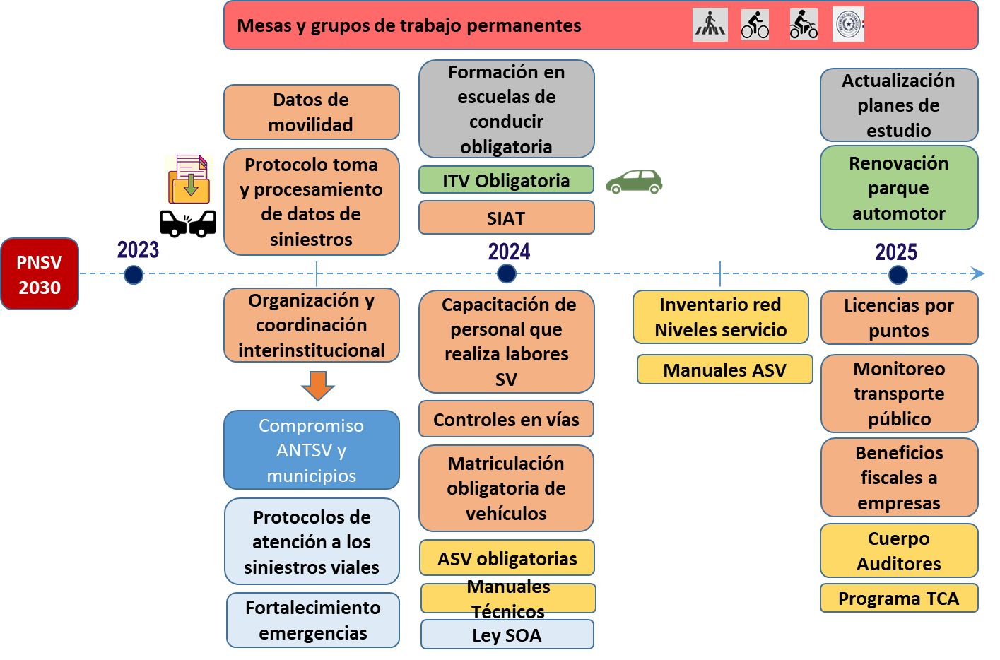 Mesas y grupos de trabajo permanentes
Datos de
movilidad
Protocolo toma
y procesamiento
de datos de
siniestros
Formación en
escuelas de
conducir
obligatoria
ITV Obligatoria
SIAT
Actualización
planes de
estudio
Renovación
parque
automotor
PNSV
2030
2023
2024
2025
Organización y
coordinación
interinstitucional
Compromiso
ANTSV y
municipios
Protocolos de
atención a los
siniestros viales
Fortalecimiento
emergencias
Capacitación de
personal que
realiza labores
SV
Controles en vías
Matriculación
obligatoria de
vehículos
ASV obligatorias
Manuales
Técnicos
Ley SOA
Inventario red
Niveles servicio
Manuales ASV
Licencias por
puntos
Monitoreo
transporte
público
Beneficios
fiscales a
empresas
Cuerpo
Auditores
Programa TCA